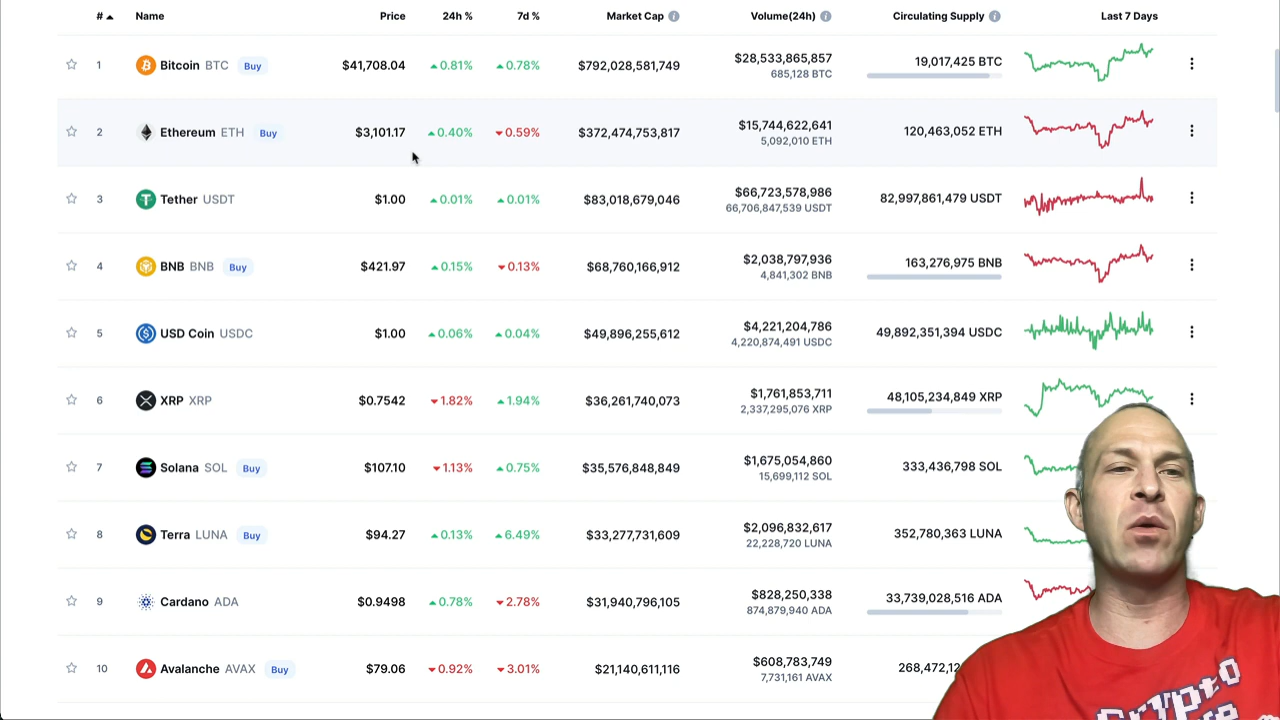 # Name Price 24h % 7d % Market Cap Volume(24h) Circulating Supply Last 7 Days
1 Bitcoin BTC Buy $41,708.04 0.81% 0.78% $792,028,581,749 $28,533,865,857 19,017,425 BTC
685,128 BTC
2 Ethereum ETH Buy $3,101.17 0.40% 0.59% $372,474,753,817 $15,744,622,641 120,463,052 ETH
5,092,010 ETH
3 Tether USDT $1.00 0.01% 0.01% $83,018,679,046 $66,723,578,986 82,997,861,479 USDT
66,706,847,539 USDT
4 BNB BNB Buy $421.97 0.15% 0.13% $68,760,166,912 $2,038,797,936 163,276,975 BNB
4,841,302 BNB
5 USD Coin USDC $1.00 0.06% 0.04% $49,896,255,612 $4,221,204,786 49,892,351,394 USDC
4,220,874,491 USDC
6 XRP XRP $0.7542 1.82% 1.94% $36,261,740,073 $1,761,853,711 48,105,234,849 XRP
2,337,295,076 XRP
7 Solana SOL Buy $107.10 1.13% 0.75% $35,576,848,849 $1,675,054,860 333,436,798 SOL
15,699,112 SOL
8 Terra LUNA Buy $94.27 0.13% 6.49% $33,277,731,609 $2,096,832,617 352,780,363 LUNA
22,228,720 LUNA
9 Cardano ADA $0.9498 0.78% 2.78% $31,940,796,105 $828,250,338 33,739,028,516 ADA
874,879,940 ADA
10 Avalanche AVAX Buy $79.06 0.92% 3.01% $21,140,611,116 $608,783,749 268,472,12
7,731,161 AVAX
Crypto